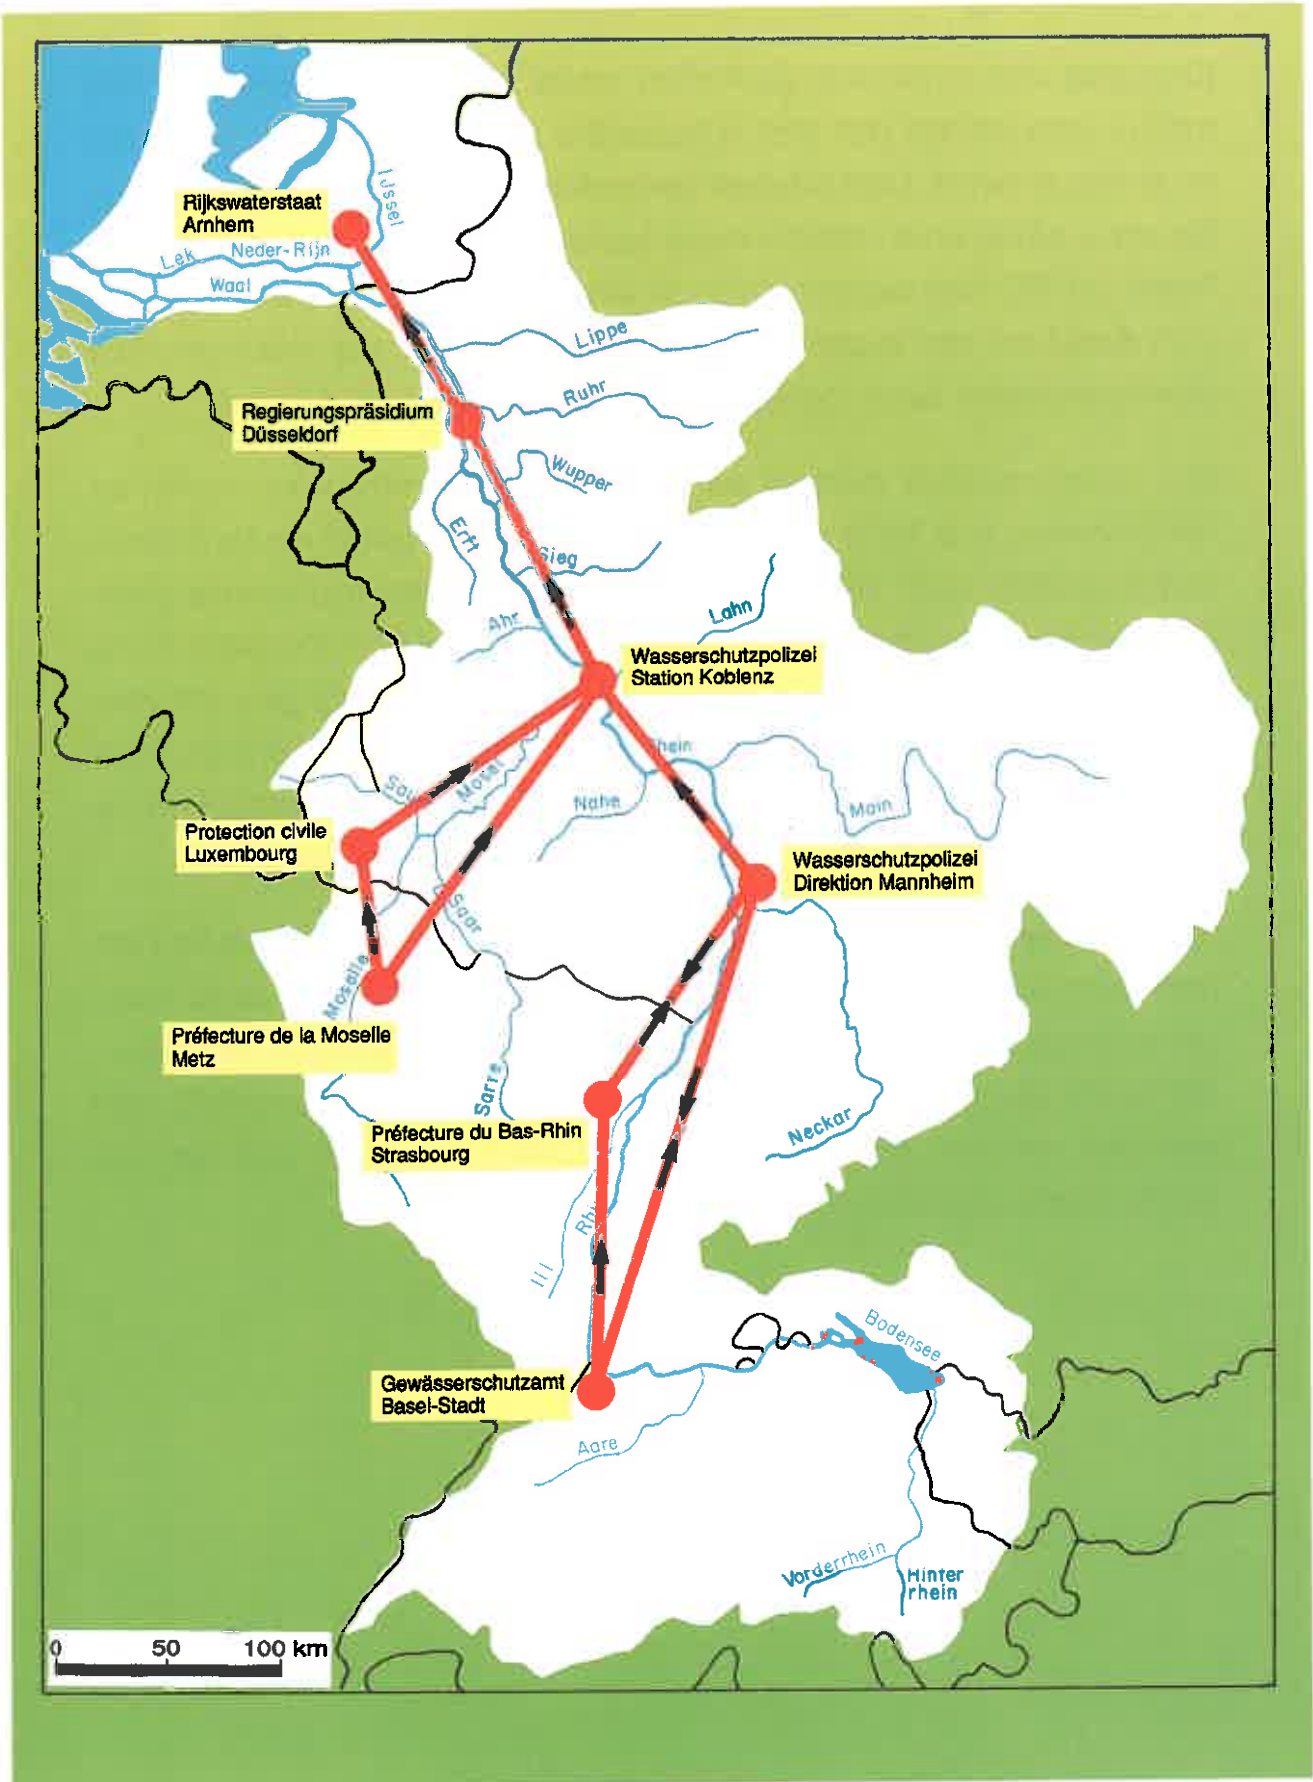 Rijkswaterstaat
Arnhem
IJssel
Lek
Neder-Rijn
Waal
Lippe
Regierungspräsidium
Düsseldorf
Ruhr
Wupper
Erft
Sieg
Ahr
Lahn
Wasserschutzpolizei
Station Koblenz
Mosel
Nahe
Main
Protection civile
Luxembourg
Wasserschutzpolizei
Direktion Mannheim
Saar
Moselle
Préfecture de la Moselle
Metz
Sarre
Préfecture du Bas-Rhin
Strasbourg
Neckar
Ill
Bodensee
Gewässerschutzamt
Basel-Stadt
Aare
Vorderrhein
Hinter
rhein
0 50 100 km